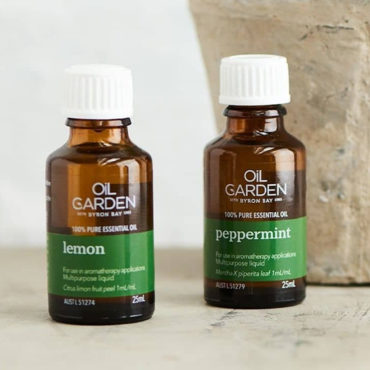 OiL
GARDEN
BYRON BAY
100% PURE ESSENTIAL OIL
lemon
For use in aromatherapy applications
Multipurpose liquid
Citrus limon fruit peel 1mL/mL
AUST L 51274
25mL
OiL
GARDEN
BYRON BAY
100% PURE ESSENTIAL OIL
peppermint
For use in aromatherapy applications
Multipurpose liquid
Mentha X piperita leaf 1mL/mL
AUST L 51279
25mL